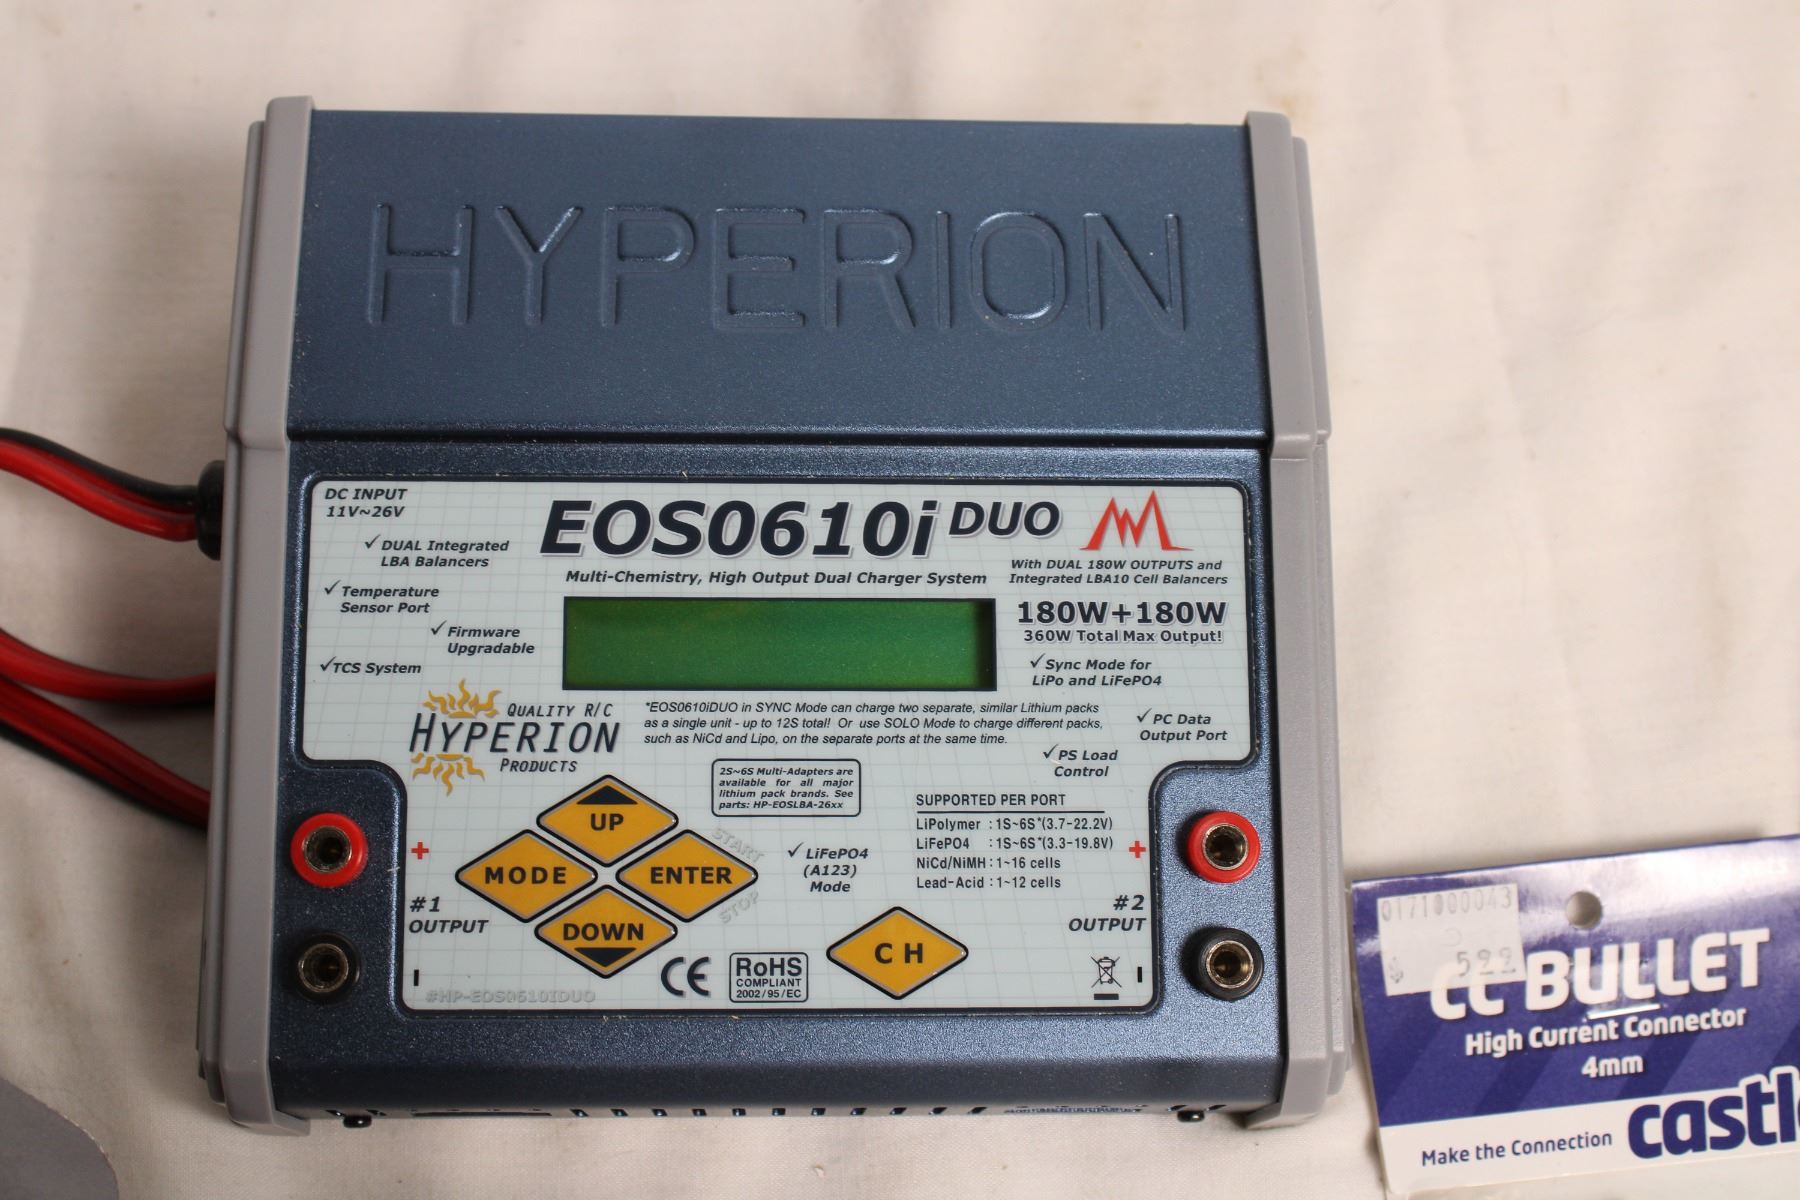 HYPERION
DC INPUT
11V~26V
EOS0610i DUO
Multi-Chemistry, High Output Dual Charger System
With DUAL 180W OUTPUTS and
Integrated LBA10 Cell Balancers
180W+180W
360W Total Max Output!
✓DUAL Integrated
LBA Balancers
✓Temperature
Sensor Port
✓Firmware
Upgradable
✓TCS System
✓Sync Mode for
LiPo and LiFePO4
✓PC Data
Output Port
✓PS Load
Control
QUALITY R/C
HYPERION
PRODUCTS
*EOS0610iDUO in SYNC Mode can charge two separate, similar Lithium packs
as a single unit - up to 12S total! Or use SOLO Mode to charge different packs,
such as NiCd and Lipo, on the separate ports at the same time.
2S~6S Multi-Adapters are
available for all major
lithium pack brands. See
parts: HP-EOSLBA-26xx
SUPPORTED PER PORT
LiPolymer : 1S~6S*(3.7-22.2V)
LiFePO4 : 1S~6S*(3.3-19.8V)
NiCd/NiMH : 1~16 cells
Lead-Acid : 1~12 cells
✓ LiFePO4
(A123)
Mode
UP
MODE
ENTER
DOWN
START
STOP
CH
+
#1
OUTPUT
-
+
#2
OUTPUT
-
#HP-EOS0610IDUO
CE
RoHS
COMPLIANT
2002/95/EC
0171000043
599
CC BULLET
High Current Connector
4mm
Make the Connection
castle